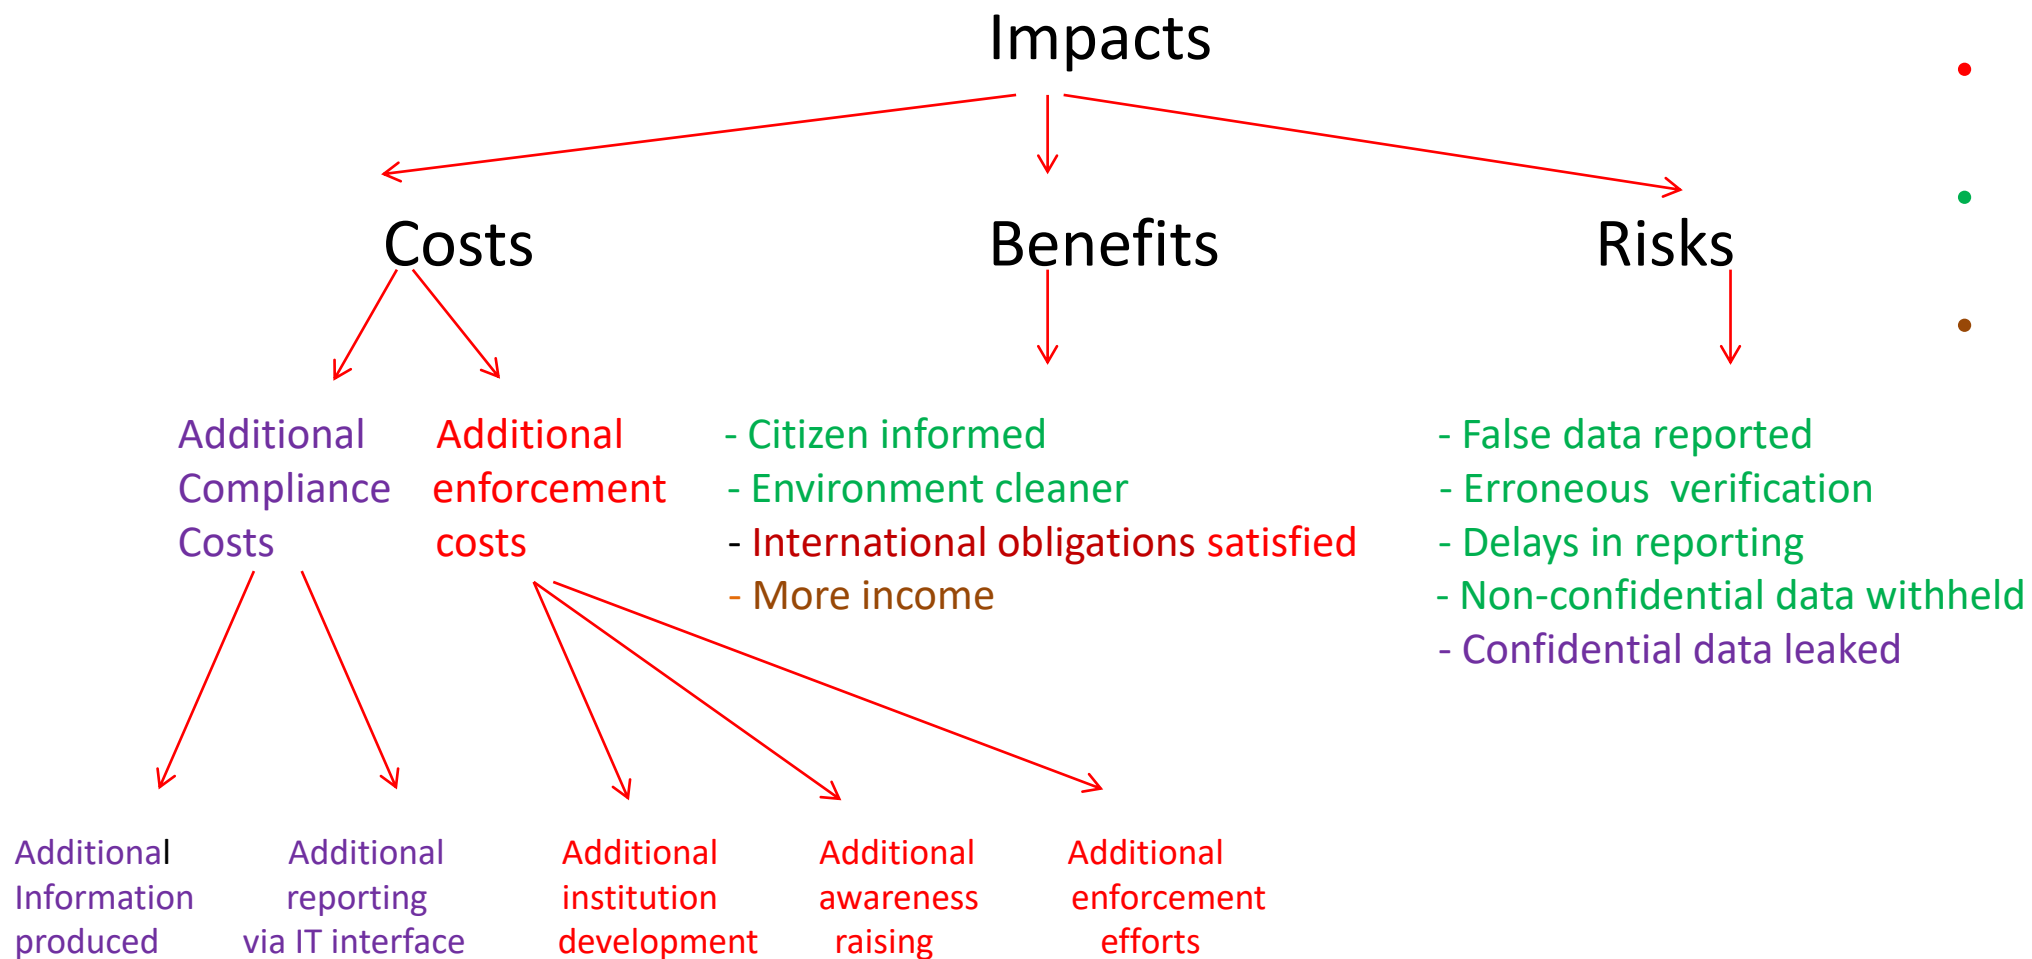 Impacts
Costs
Benefits
Risks
Additional
Compliance
Costs
Additional
enforcement
costs
- Citizen informed
- Environment cleaner
- International obligations satisfied
- More income
- False data reported
- Erroneous  verification
- Delays in reporting
- Non-confidential data withheld
- Confidential data leaked
Additional
Information
produced
Additional
reporting
via IT interface
Additional
institution
development
Additional
awareness
raising
Additional
enforcement
efforts